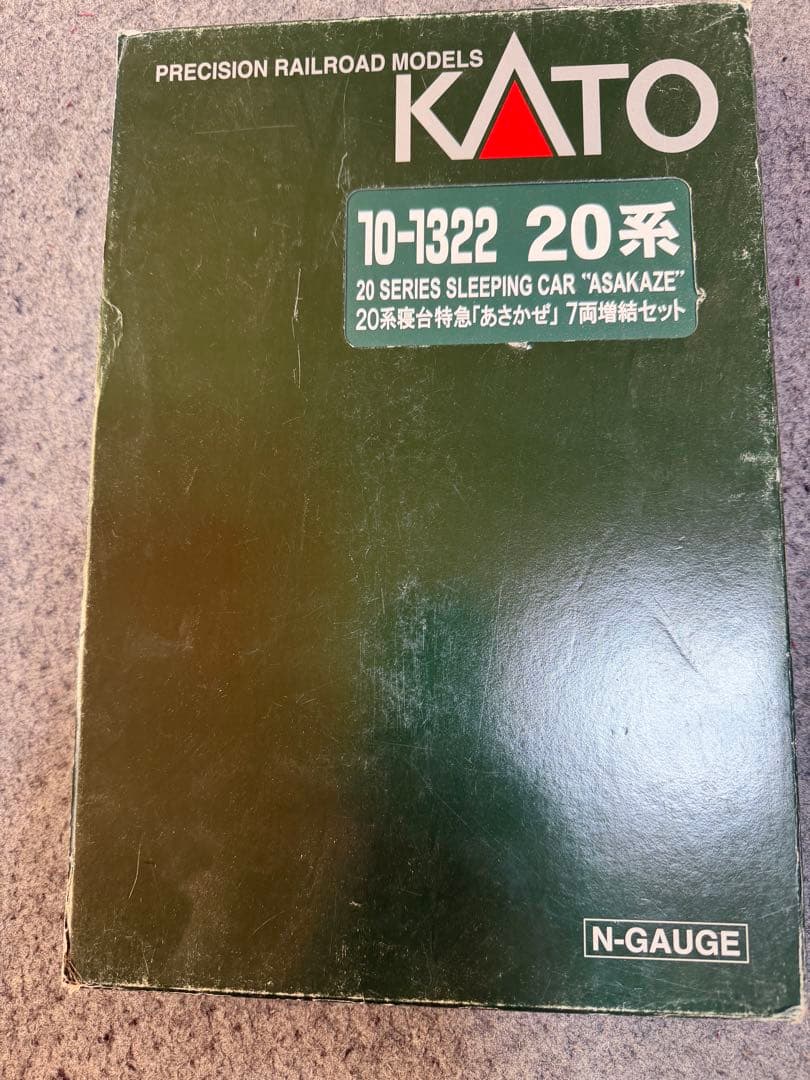 PRECISION RAILROAD MODELS
KATO
10-1322 20系
20 SERIES SLEEPING CAR "ASAKAZE"
20系寝台特急「あさかぜ」7両増結セット
N-GAUGE